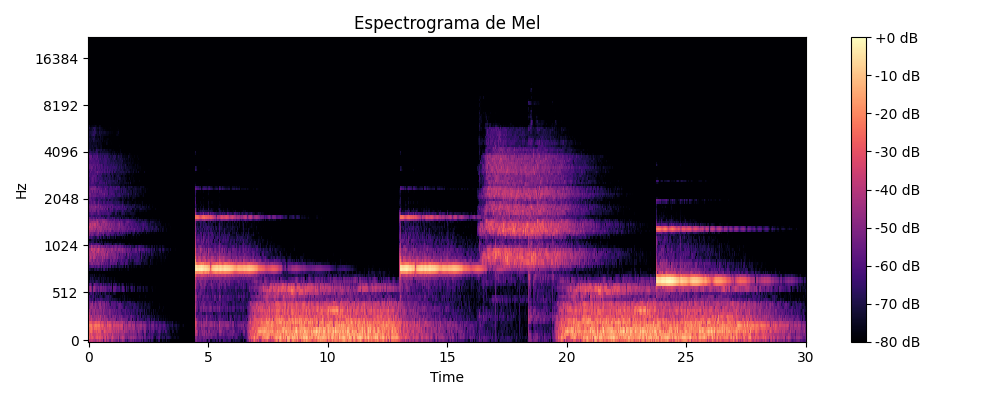 Espectrograma de Mel
Hz
16384
8192
4096
2048
1024
512
0
0 5 10 15 20 25 30
Time
+0 dB
-10 dB
-20 dB
-30 dB
-40 dB
-50 dB
-60 dB
-70 dB
-80 dB